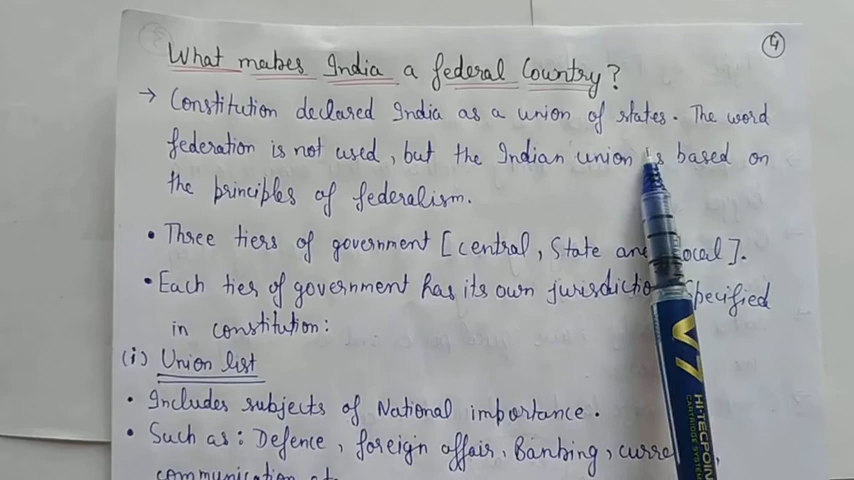 4
What makes India a federal Country?
→ Constitution declared India as a union of states. The word
federation is not used, but the Indian union is based on
the principles of federalism.
• Three tiers of government [central, State and local].
• Each tier of government has its own jurisdiction specified
in constitution:
(i) Union list
• Includes subjects of National importance.
• Such as: Defence, foreign affair, Banking,
communication
V7
HI-TECPOINT
CARTRIDGE SYSTEM